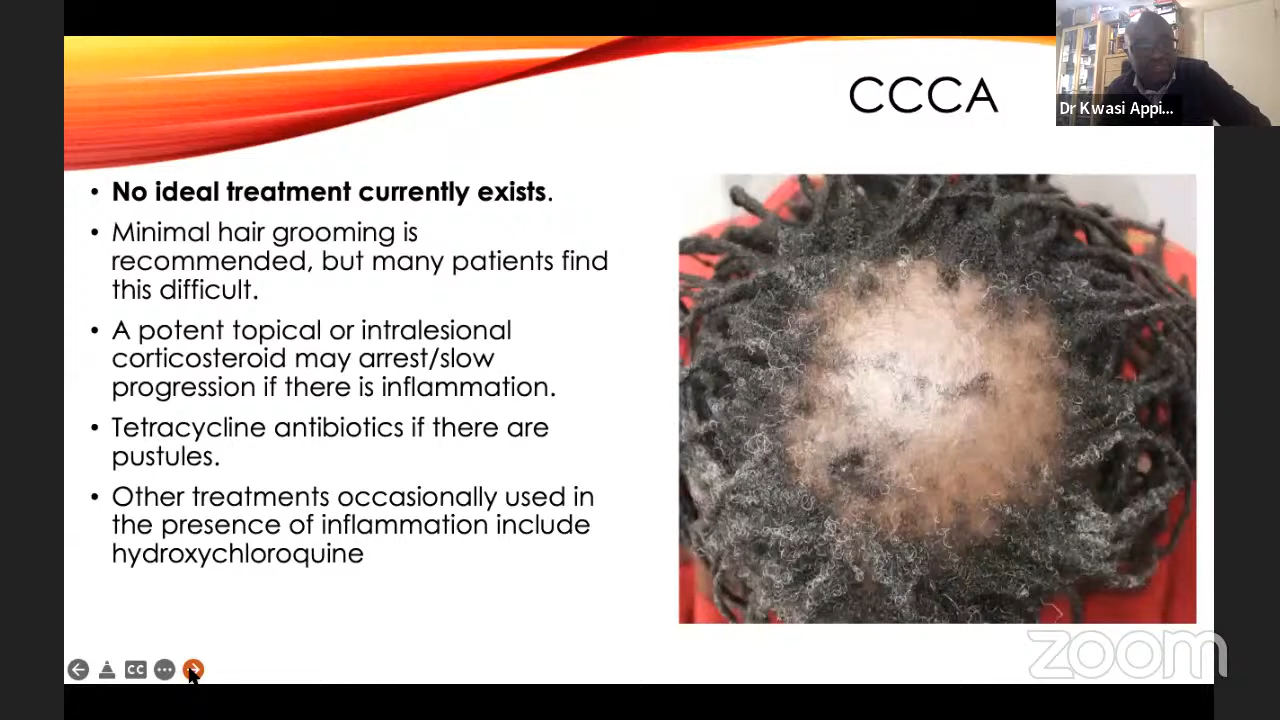 CCCA
Dr Kwasi Appi...
• No ideal treatment currently exists.
• Minimal hair grooming is
recommended, but many patients find
this difficult.
• A potent topical or intralesional
corticosteroid may arrest/slow
progression if there is inflammation.
• Tetracycline antibiotics if there are
pustules.
• Other treatments occasionally used in
the presence of inflammation include
hydroxychloroquine
CC
zoom